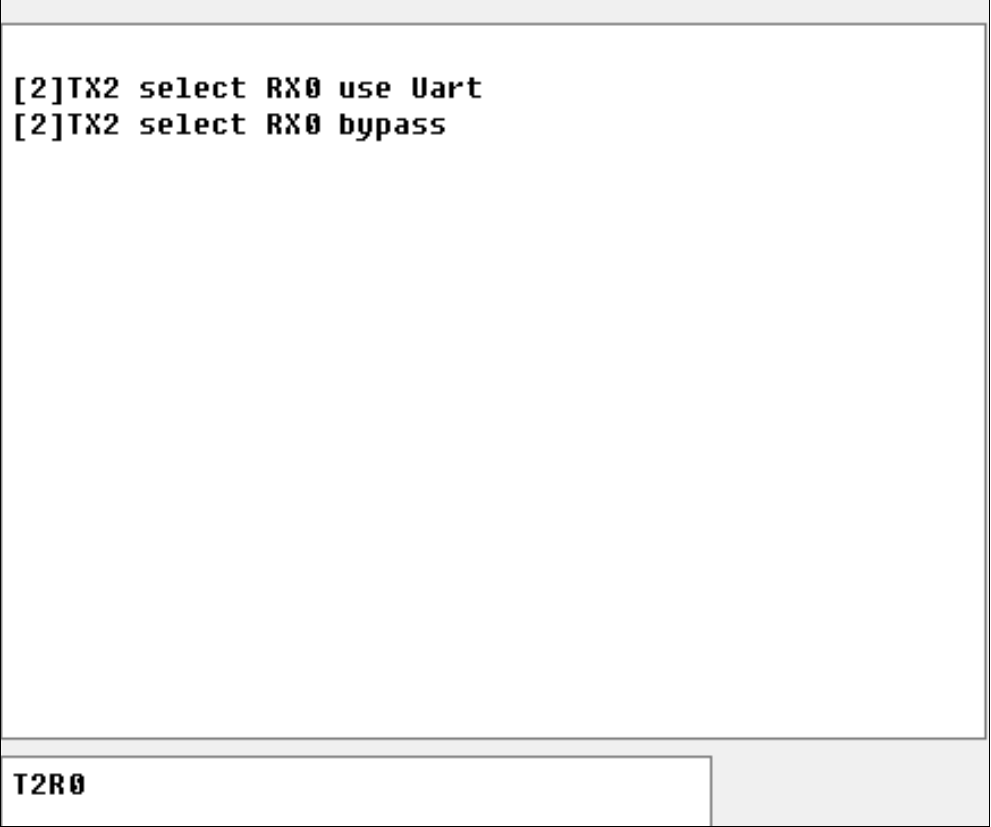 [2]TX2 select RX0 use Uart
[2]TX2 select RX0 bypass
T2R0